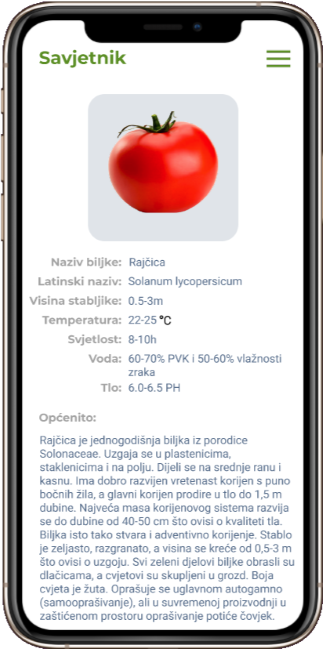 Savjetnik
Naziv biljke: Rajčica
Latinski naziv: Solanum lycopersicum
Visina stabljike: 0.5-3m
Temperatura: 22-25 °C
Svjetlost: 8-10h
Voda: 60-70% PVK i 50-60% vlažnosti
zraka
Tlo: 6.0-6.5 PH
Općenito:
Rajčica je jednogodišnja biljka iz porodice
Solonaceae. Uzgaja se u plastenicima,
staklenicima i na polju. Dijeli se na srednje ranu i
kasnu. Ima dobro razvijen vretenast korijen s puno
bočnih žila, a glavni korijen prodire u tlo do 1,5 m
dubine. Najveća masa korijenovog sistema razvija
se do dubine od 40-50 cm što ovisi o kvaliteti tla.
Biljka isto tako stvara i adventivno korijenje. Stablo
je zeljasto, razgranato, a visina se kreće od 0,5-3 m
što ovisi o uzgoju. Svi zeleni djelovi biljke obrasli su
dlačicama, a cvjetovi su skupljeni u grozd. Boja
cvjeta je žuta. Oprašuje se uglavnom autogamno
(samooprašivanje), ali u suvremenoj proizvodnji u
zaštićenom prostoru oprašivanje potiče čovjek.